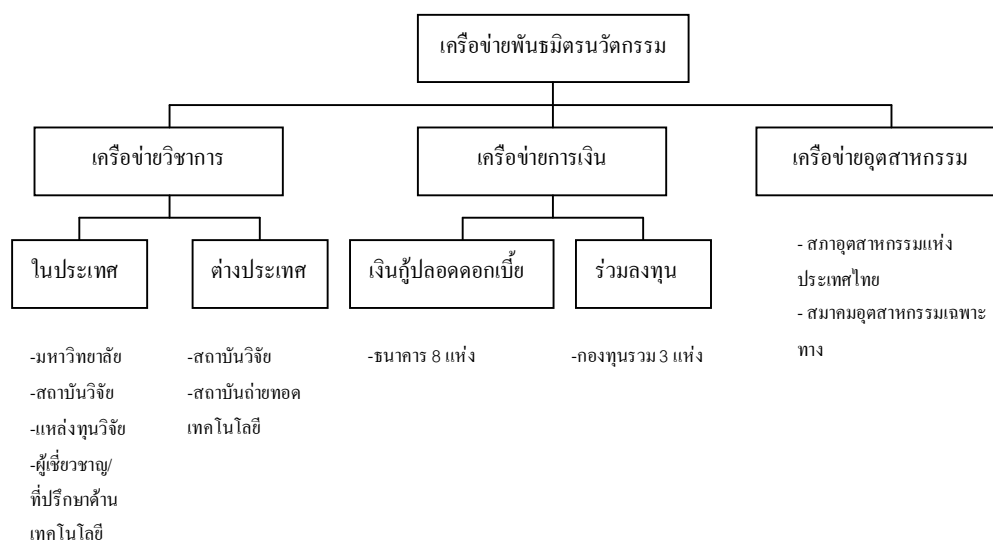 เครือข่ายพันธมิตรนวัตกรรม
เครือข่ายวิชาการ
เครือข่ายการเงิน
เครือข่ายอุตสาหกรรม
ในประเทศ
ต่างประเทศ
เงินกู้ปลอดดอกเบี้ย
ร่วมลงทุน
- สภาอุตสาหกรรมแห่ง
ประเทศไทย
- สมาคมอุตสาหกรรมเฉพาะ
ทาง
-มหาวิทยาลัย
-สถาบันวิจัย
-แหล่งทุนวิจัย
-ผู้เชี่ยวชาญ/
ที่ปรึกษาด้าน
เทคโนโลยี
-สถาบันวิจัย
-สถาบันถ่ายทอด
เทคโนโลยี
-ธนาคาร 8 แห่ง
-กองทุนรวม 3 แห่ง